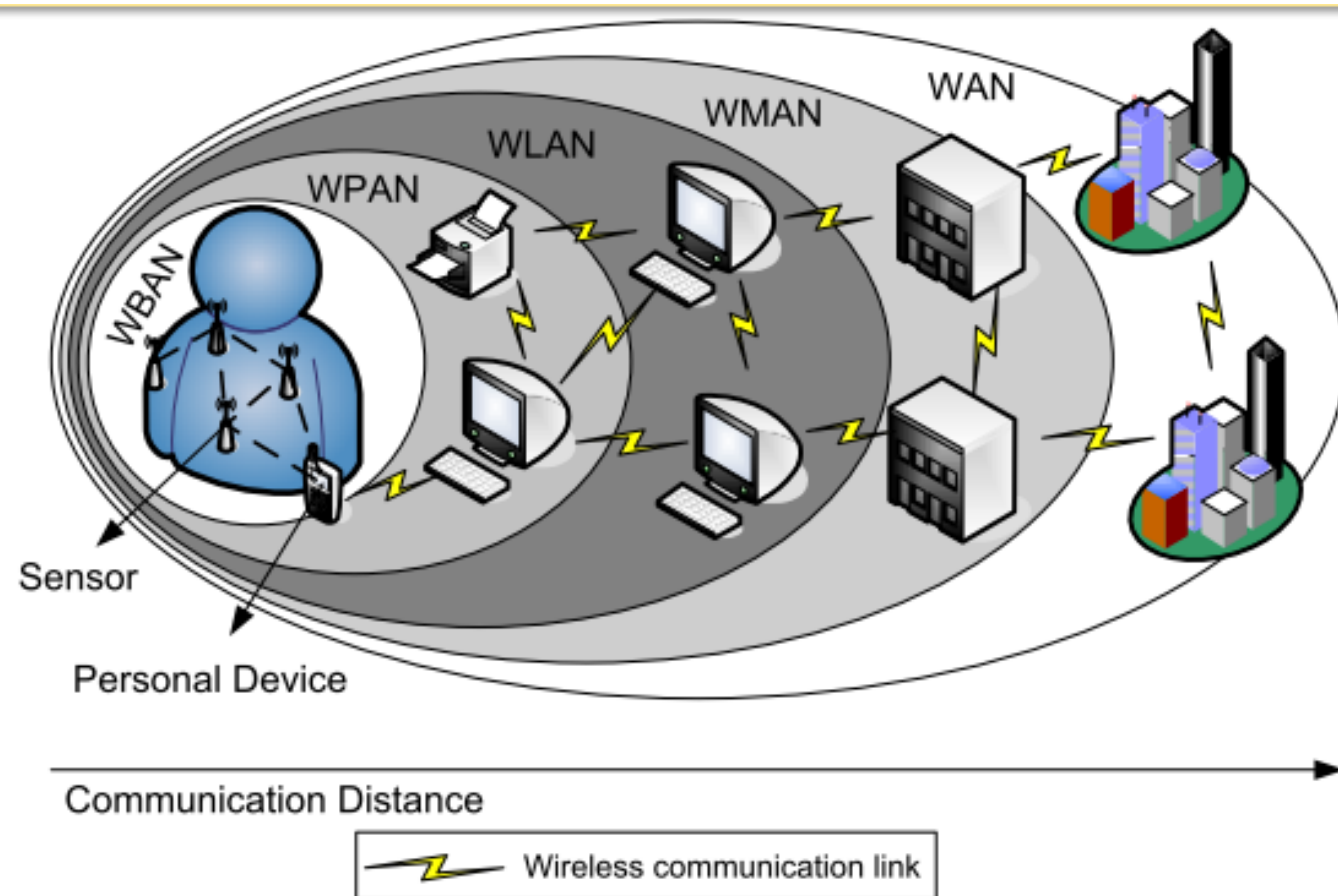 WAN
WMAN
WLAN
WPAN
WBAN
Sensor
Personal Device
Communication Distance
Wireless communication link